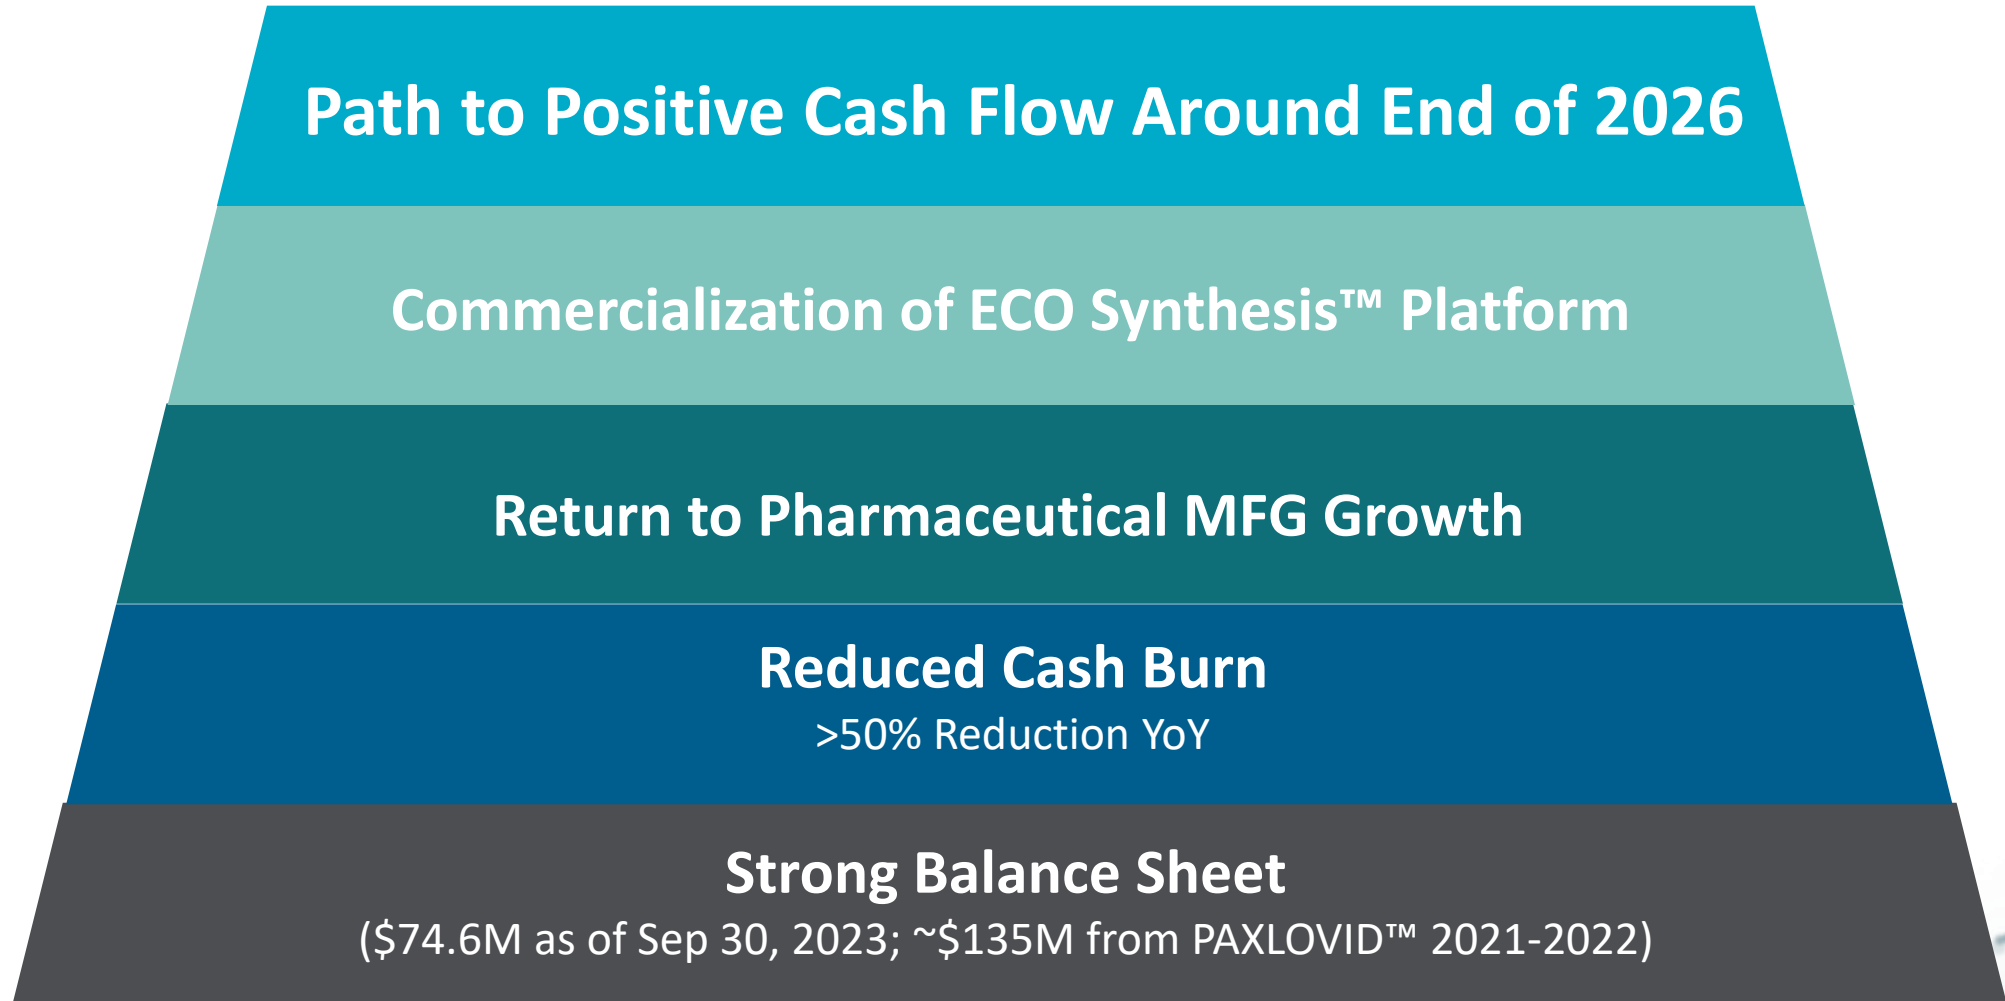 Path to Positive Cash Flow Around End of 2026
Commercialization of ECO Synthesis™ Platform
Return to Pharmaceutical MFG Growth
Reduced Cash Burn
>50% Reduction YoY
Strong Balance Sheet
($74.6M as of Sep 30, 2023; ~$135M from PAXLOVID™ 2021-2022)